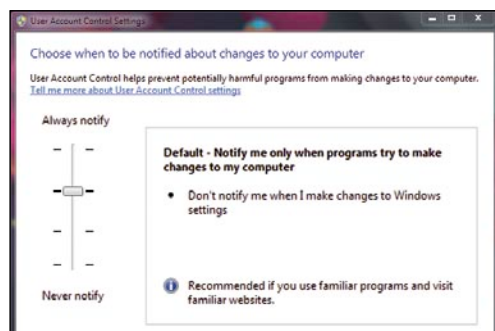 User Account Control Settings
Choose when to be notified about changes to your computer
User Account Control helps prevent potentially harmful programs from making changes to your computer.
Tell me more about User Account Control settings
Always notify
Default - Notify me only when programs try to make
changes to my computer
• Don't notify me when I make changes to Windows
settings
Recommended if you use familiar programs and visit
familiar websites.
Never notify